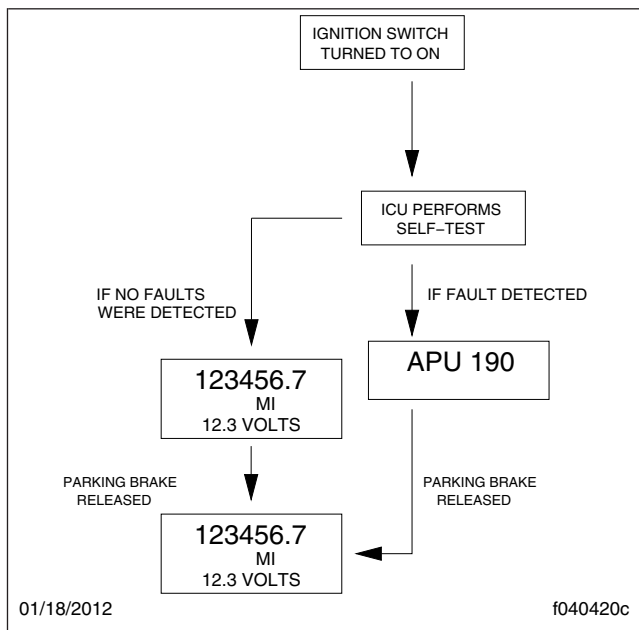 IGNITION SWITCH
TURNED TO ON
ICU PERFORMS
SELF−TEST
IF NO FAULTS
WERE DETECTED
IF FAULT DETECTED
123456.7
MI
12.3 VOLTS
APU 190
PARKING BRAKE
RELEASED
PARKING BRAKE
RELEASED
123456.7
MI
12.3 VOLTS
01/18/2012
f040420c